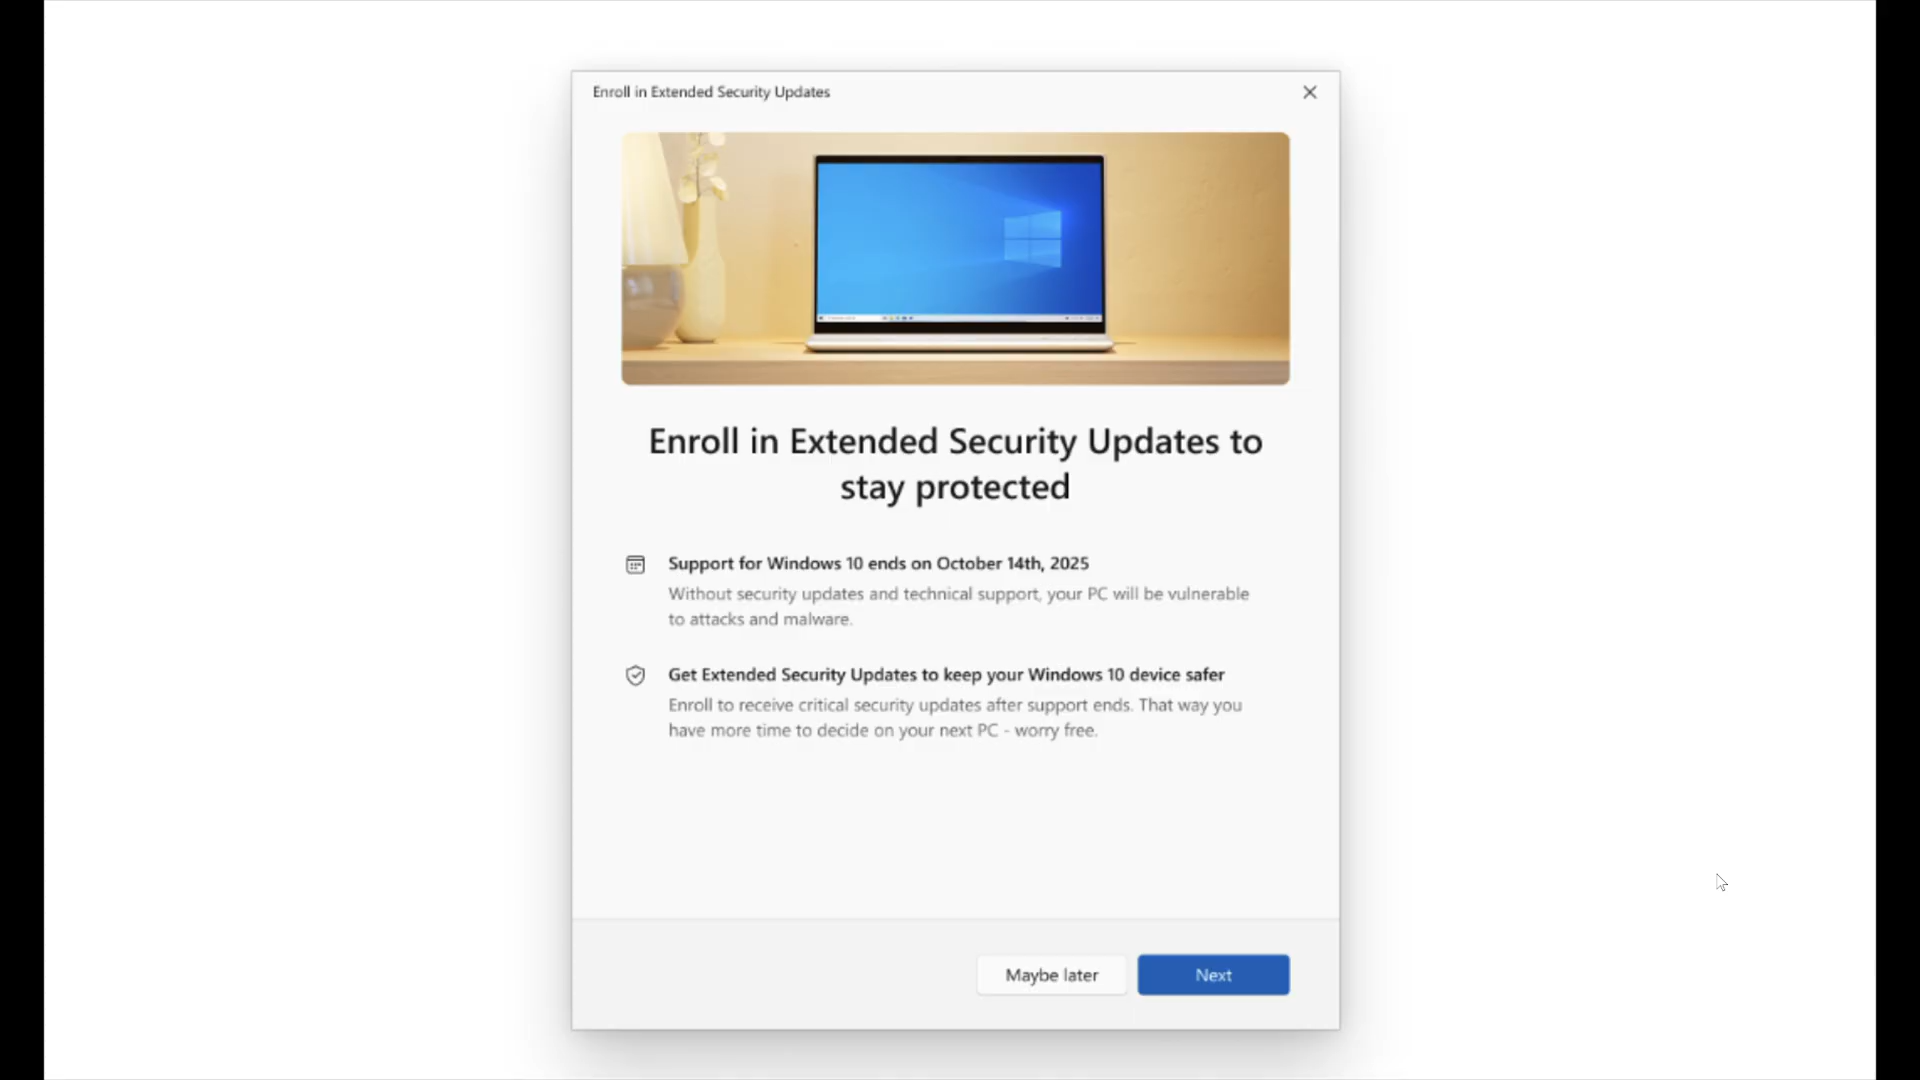 Enroll in Extended Security Updates
Enroll in Extended Security Updates to
stay protected
Support for Windows 10 ends on October 14th, 2025
Without security updates and technical support, your PC will be vulnerable
to attacks and malware.
Get Extended Security Updates to keep your Windows 10 device safer
Enroll to receive critical security updates after support ends. That way you
have more time to decide on your next PC - worry free.
Maybe later
Next